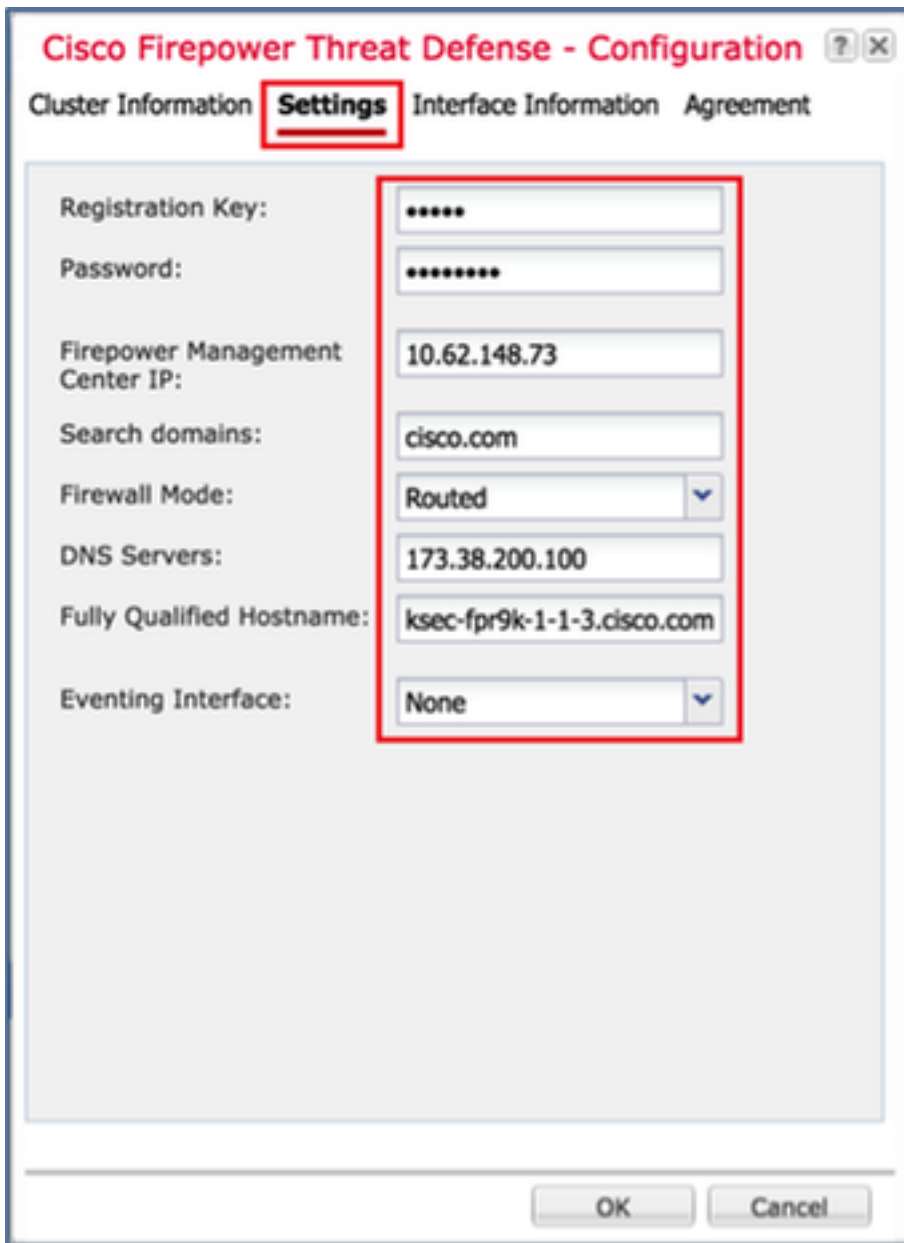 Cisco Firepower Threat Defense - Configuration ? ✕
Cluster Information Settings Interface Information Agreement
Registration Key: •••••
Password: ••••••••
Firepower Management
Center IP: 10.62.148.73
Search domains: cisco.com
Firewall Mode: Routed
DNS Servers: 173.38.200.100
Fully Qualified Hostname: ksec-fpr9k-1-1-3.cisco.com
Eventing Interface: None
OK Cancel